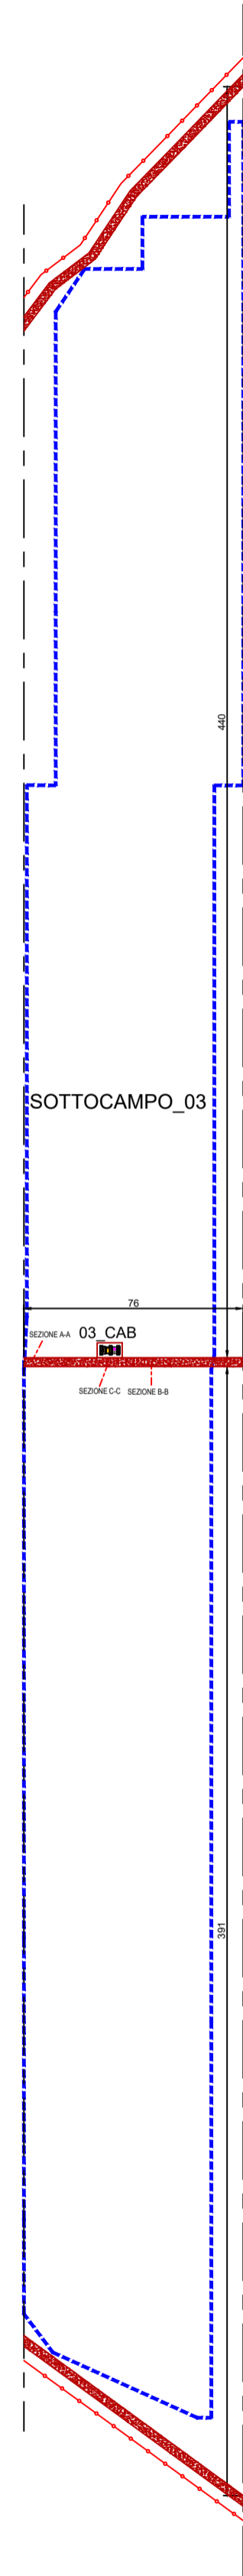 440
SOTTOCAMPO_03
76
SEZIONE A-A
03_CAB
SEZIONE C-C
SEZIONE B-B
391